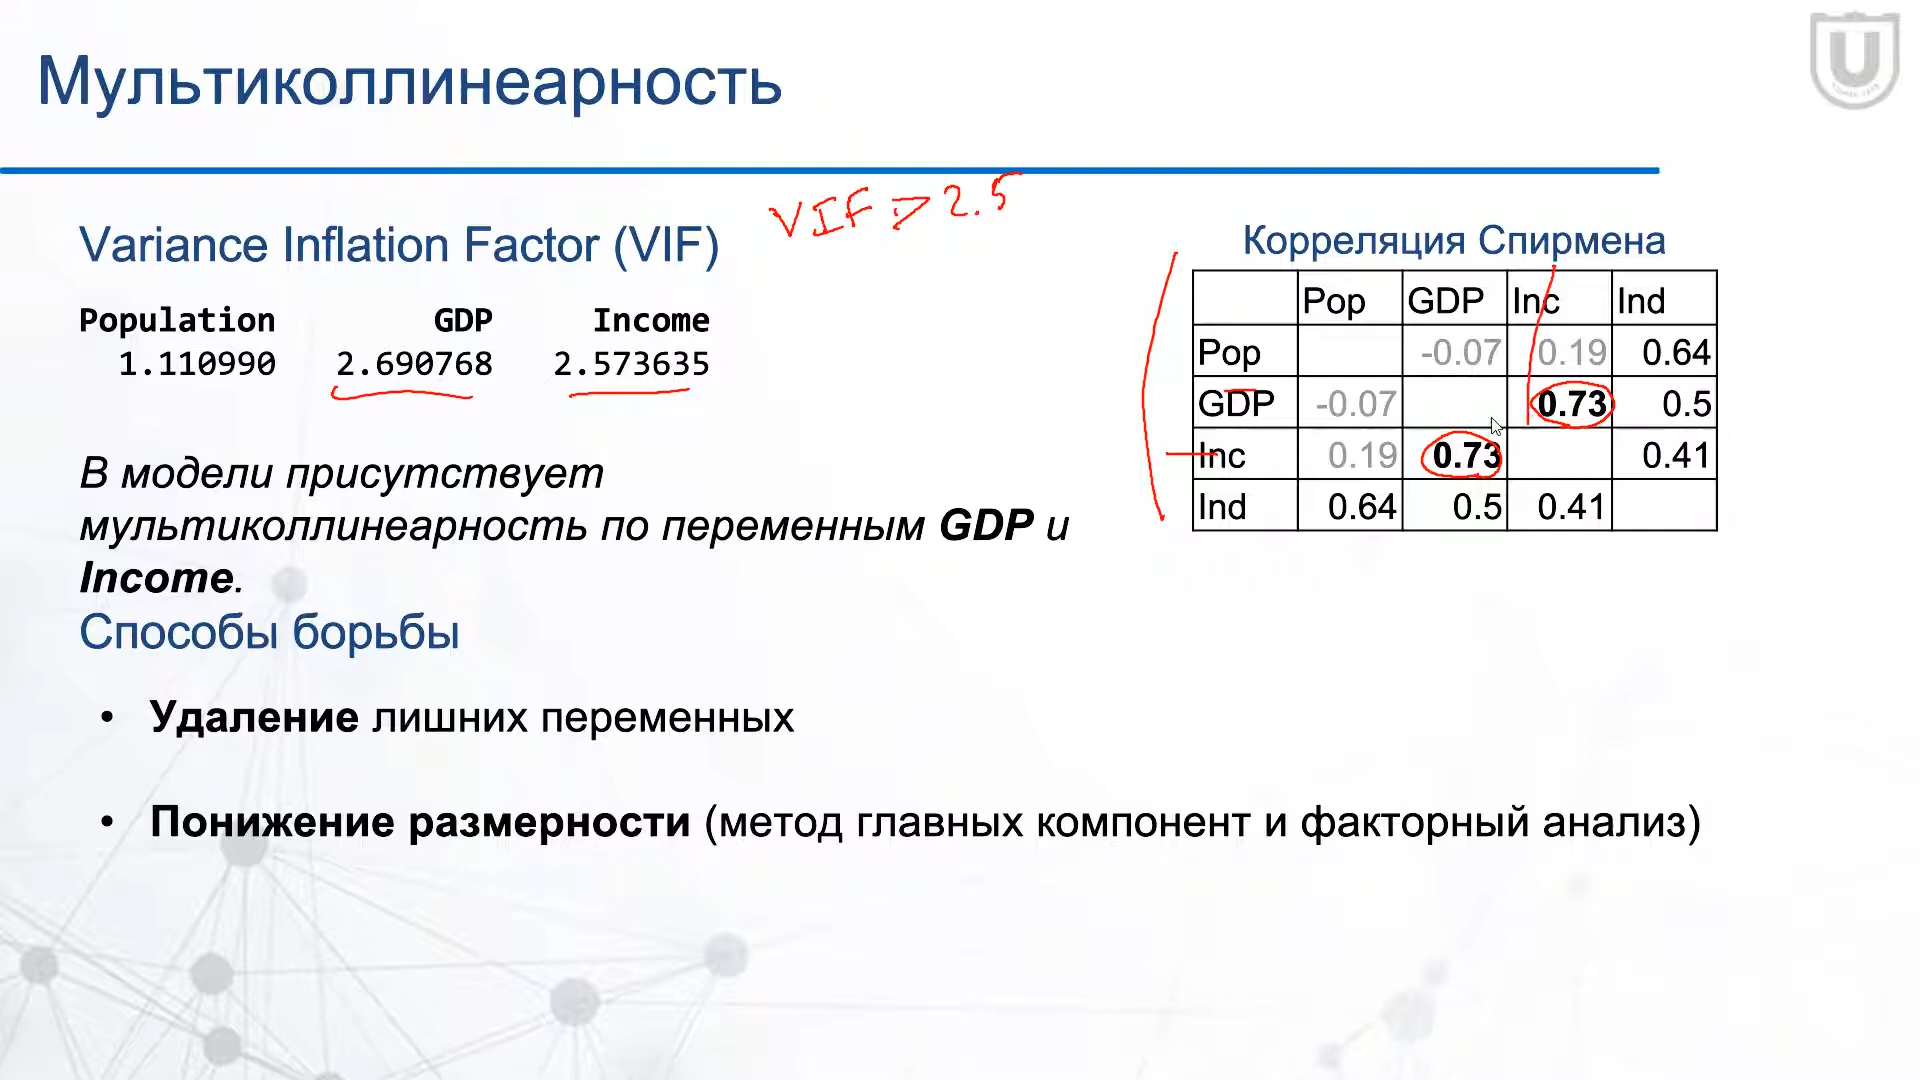 Мультиколлинеарность
VIF > 2.5
Variance Inflation Factor (VIF)
Population GDP Income
1.110990 2.690768 2.573635
В модели присутствует
мультиколлинеарность по переменным GDP и
Income.
Корреляция Спирмена
Pop GDP Inc Ind
Pop -0.07 0.19 0.64
GDP -0.07 0.73 0.5
Inc 0.19 0.73 0.41
Ind 0.64 0.5 0.41
Способы борьбы
• Удаление лишних переменных
• Понижение размерности (метод главных компонент и факторный анализ)